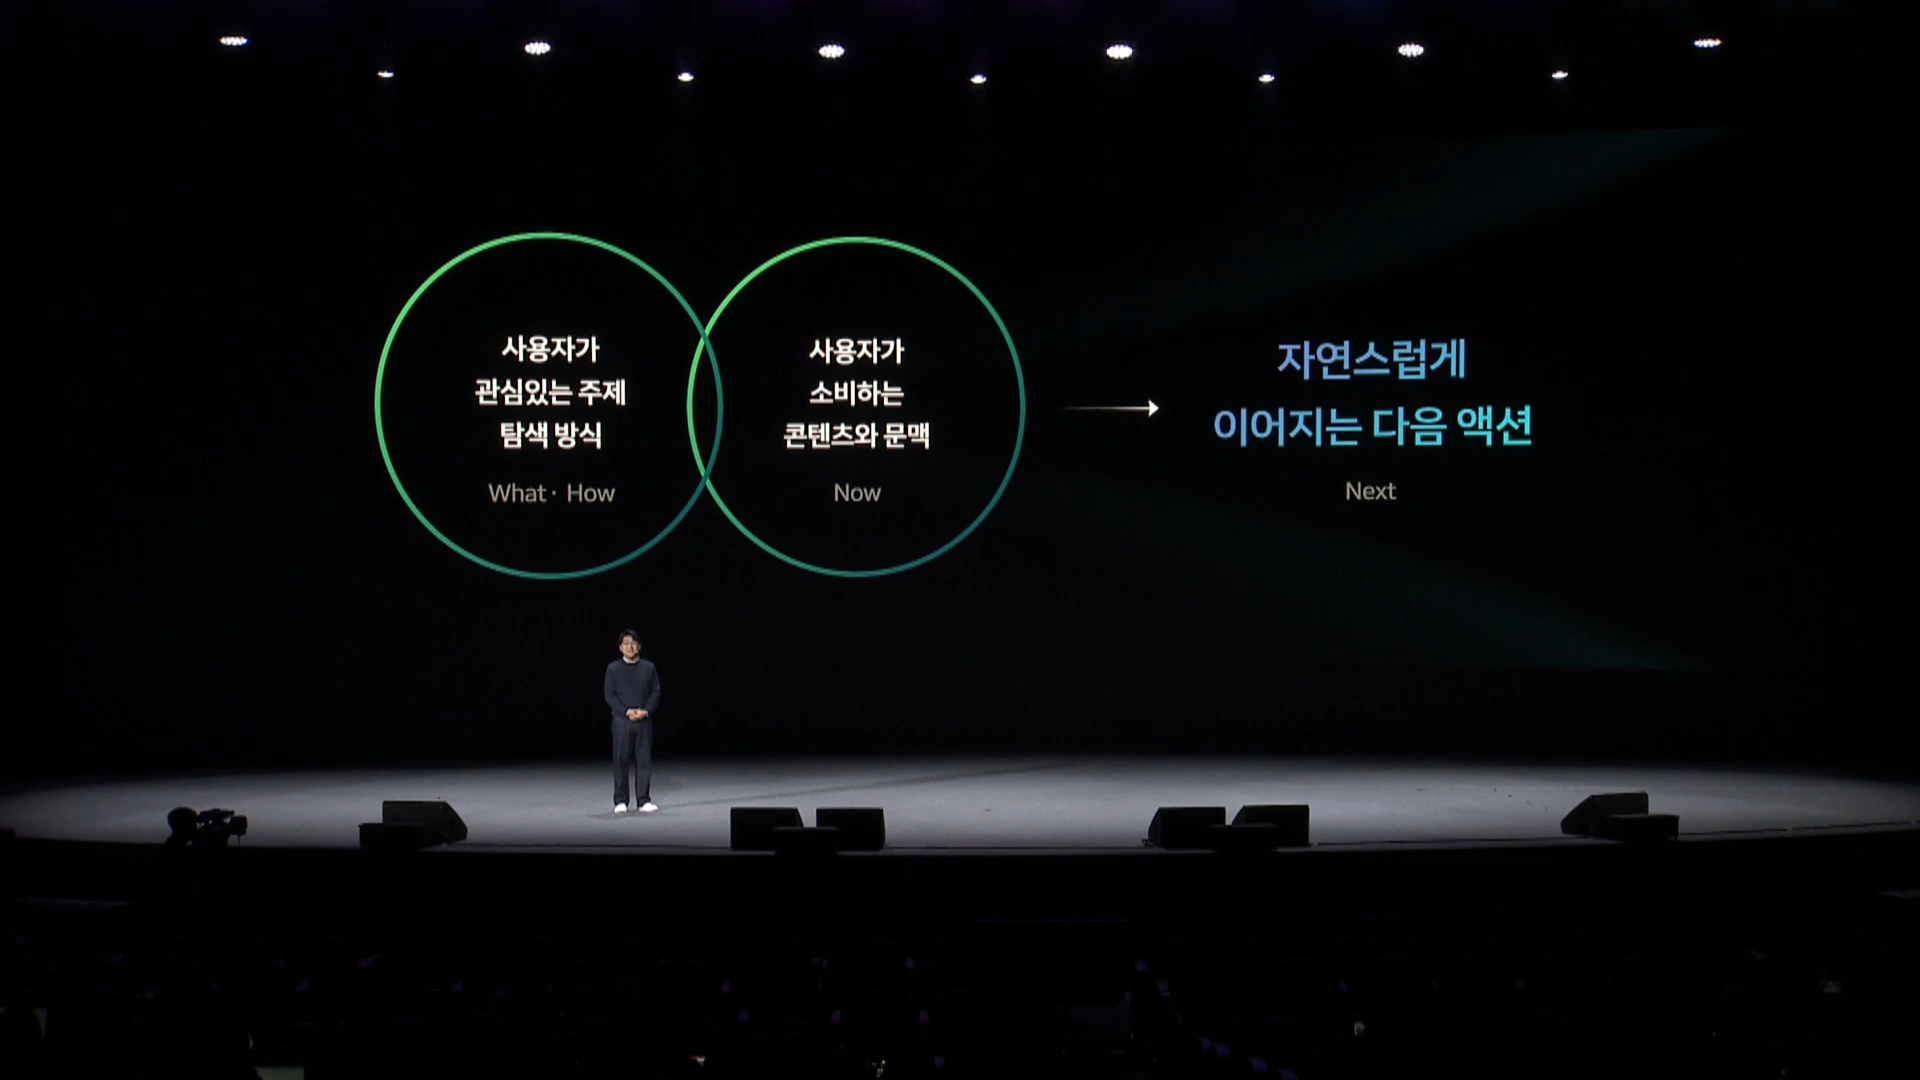 사용자가
관심있는 주제
탐색 방식
What · How
사용자가
소비하는
콘텐츠와 문맥
Now
자연스럽게
이어지는 다음 액션
Next